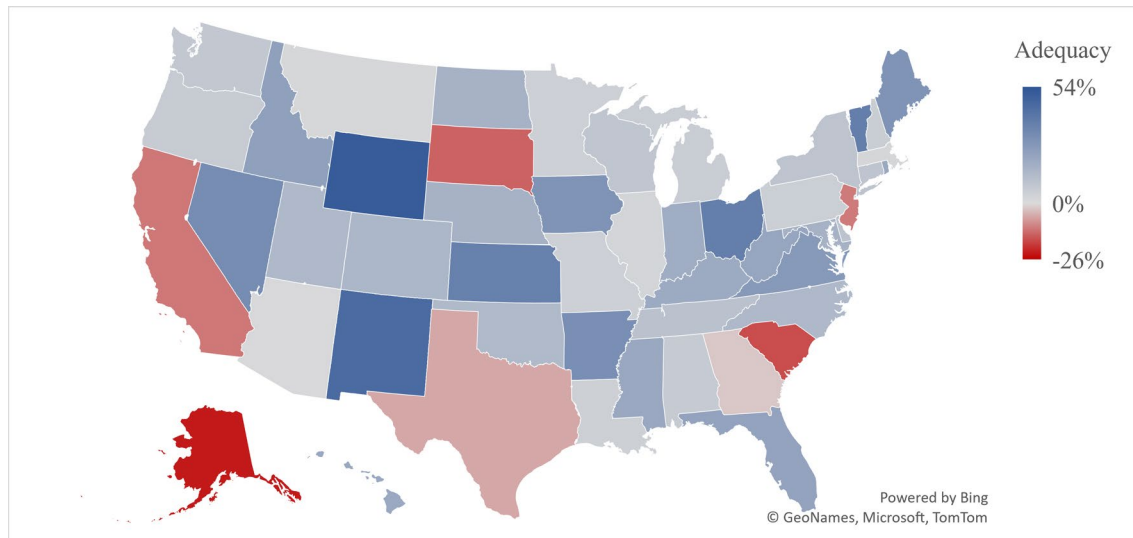 Adequacy
54%
0%
-26%
Powered by Bing
© GeoNames, Microsoft, TomTom